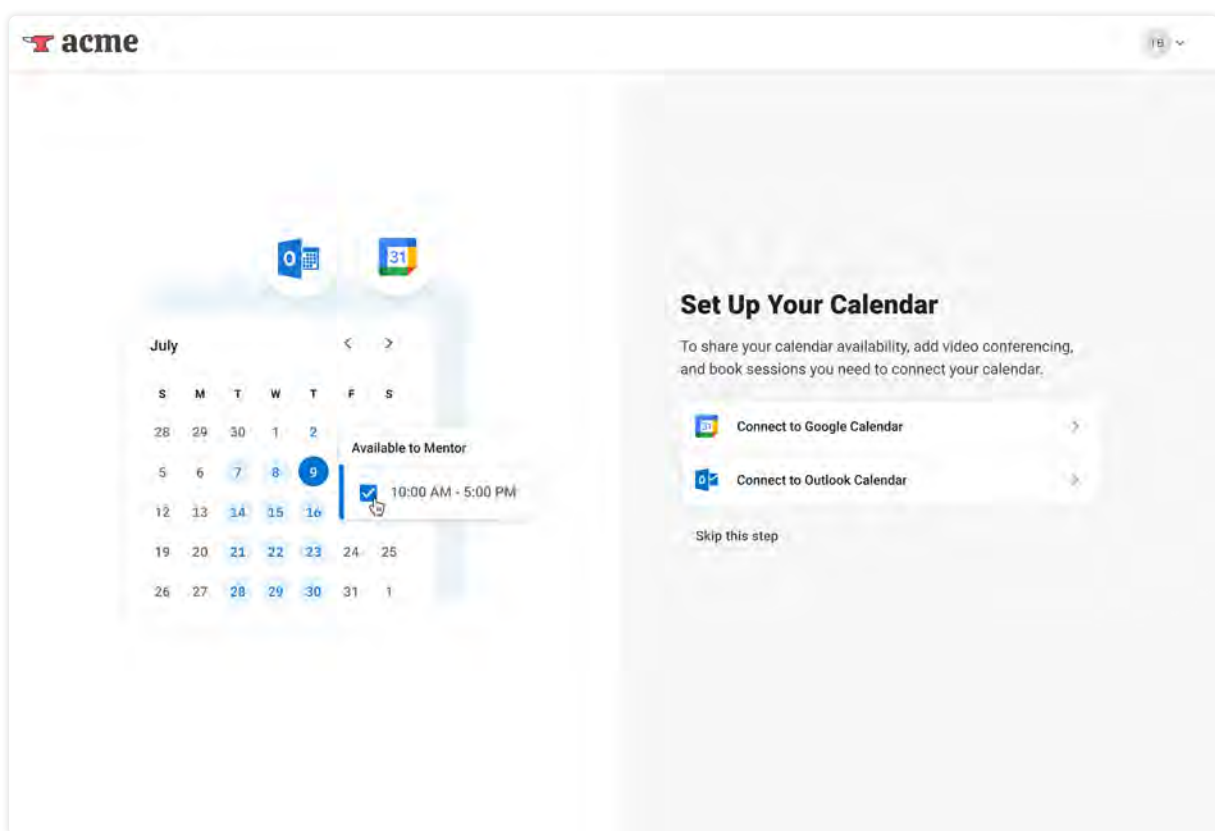 acme
TB
31
July
S M T W T F S
28 29 30 1 2
Available to Mentor
5 6 7 8 9
10:00 AM - 5:00 PM
12 13 14 15 16
19 20 21 22 23 24 25
26 27 28 29 30 31 1
Set Up Your Calendar
To share your calendar availability, add video conferencing,
and book sessions you need to connect your calendar.
31 Connect to Google Calendar
Connect to Outlook Calendar
Skip this step